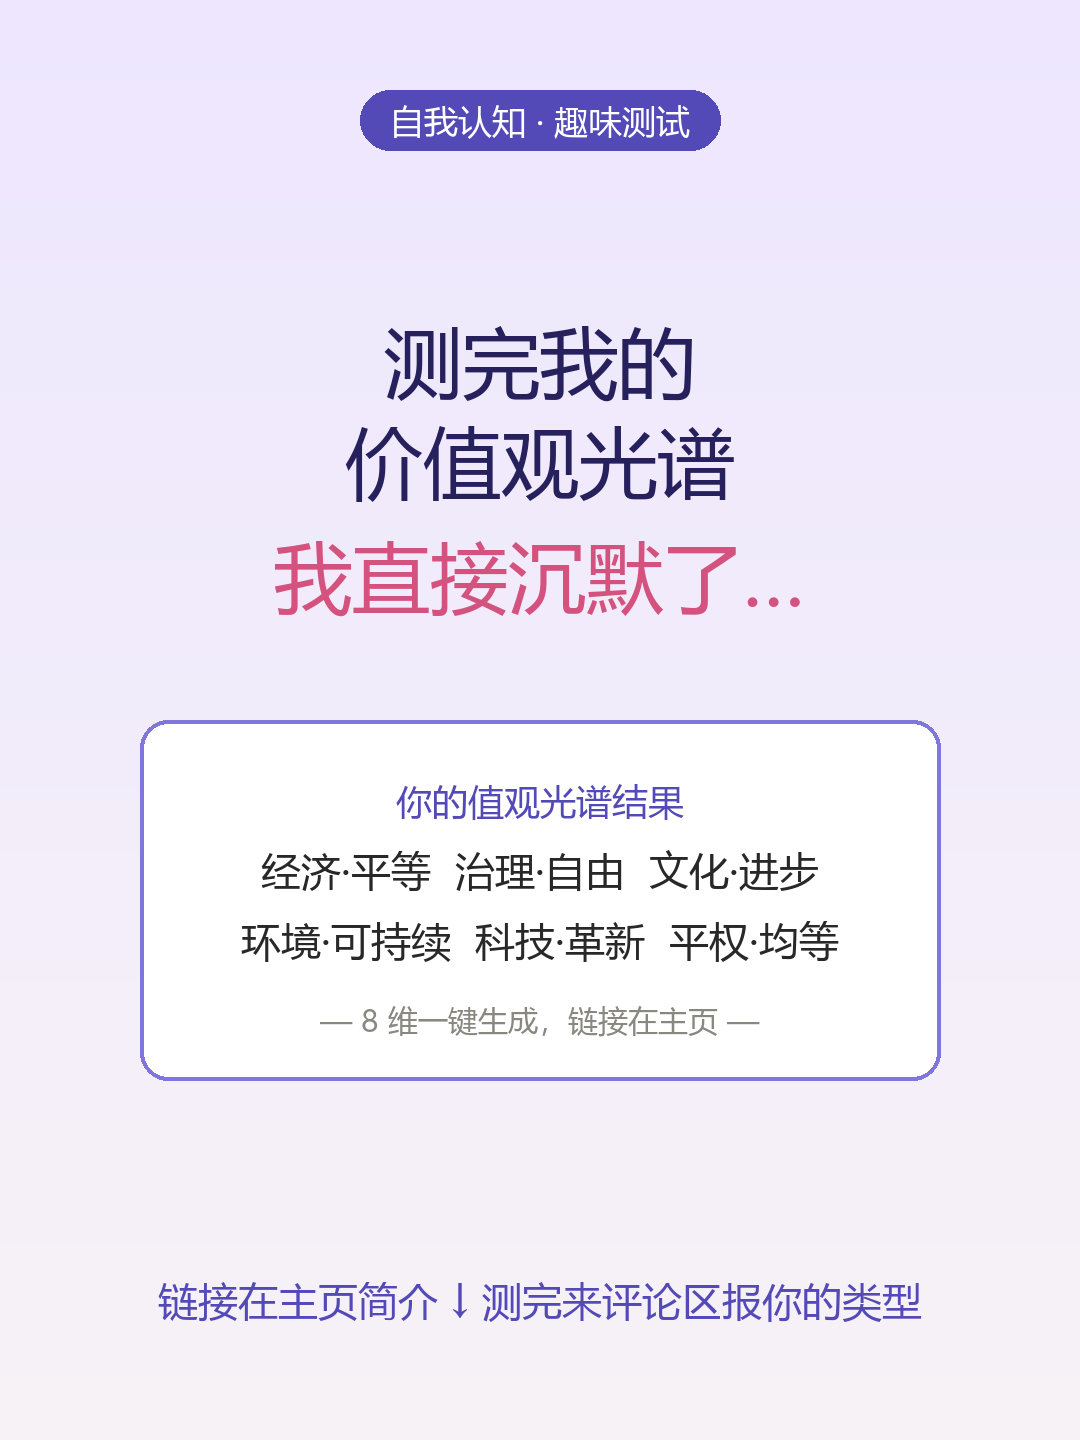 自我认知 · 趣味测试
测完我的
价值观光谱
我直接沉默了...
你的值观光谱结果
经济·平等 治理·自由 文化·进步
环境·可持续 科技·革新 平权·均等
— 8 维一键生成，链接在主页 —
链接在主页简介 ↓ 测完来评论区报你的类型